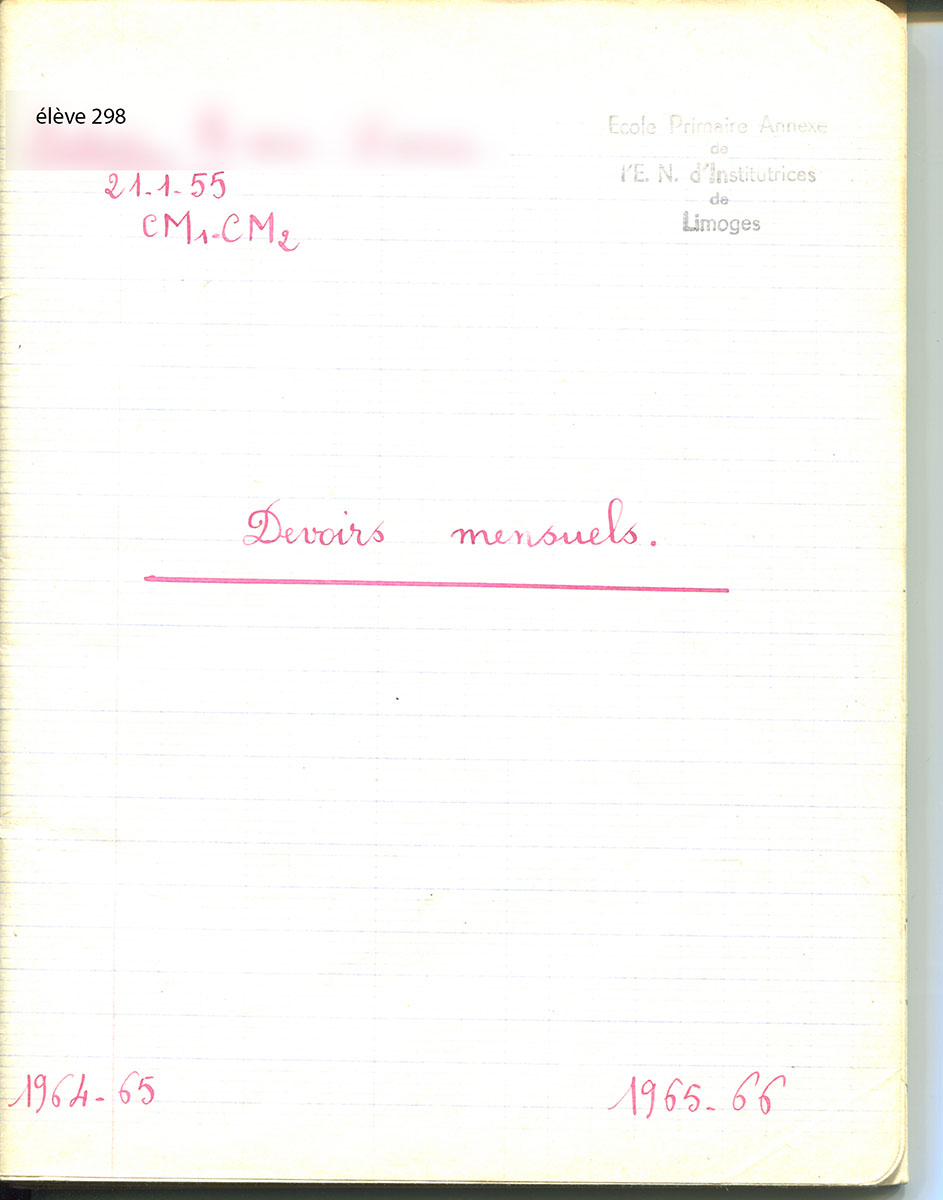 élève 298
21-1-55
CM1-CM2
Ecole Primaire Annexe
de
l'E. N. d'Institutrices
de
Limoges
Devoirs mensuels.
1964-65
1965-66